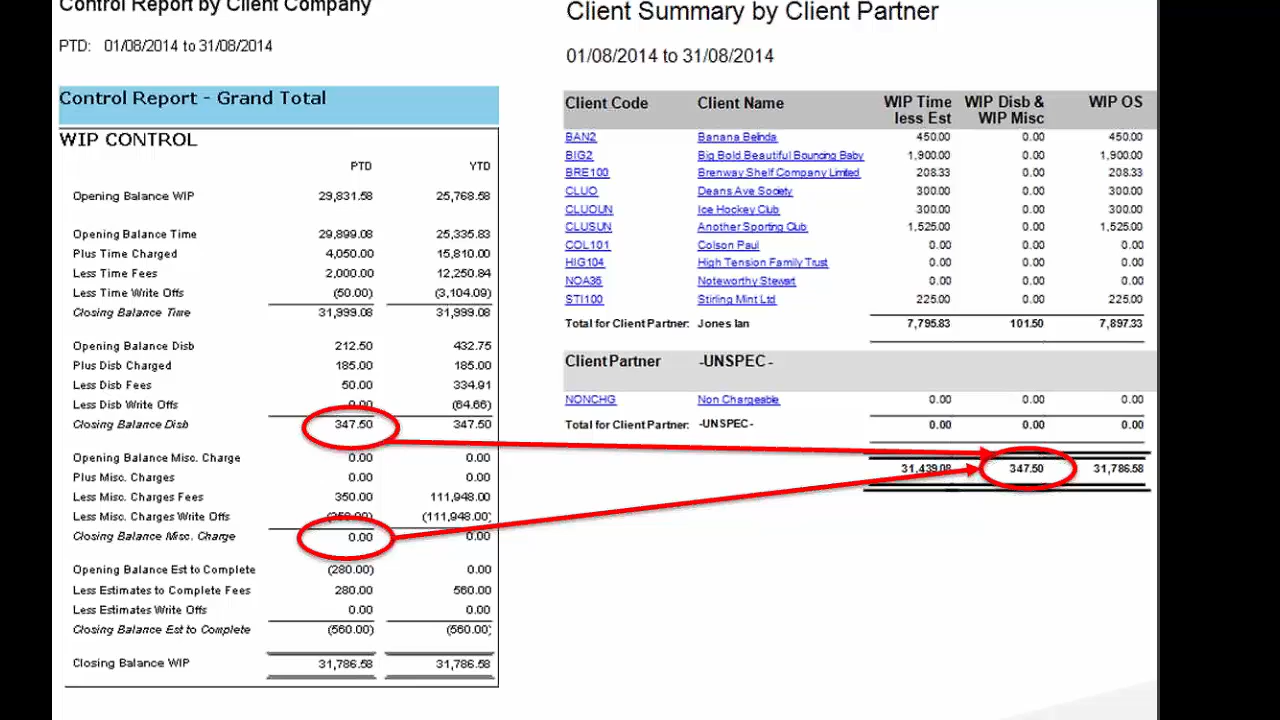 Control Report by Client Company
PTD: 01/08/2014 to 31/08/2014
Control Report - Grand Total
WIP CONTROL
PTD YTD
Opening Balance WIP 29,831.58 25,768.58
Opening Balance Time 29,899.08 25,335.83
Plus Time Charged 4,050.00 15,810.00
Less Time Fees 2,000.00 12,250.84
Less Time Write Offs (50.00) (3,104.09)
Closing Balance Time 31,999.08 31,999.08
Opening Balance Disb 212.50 432.75
Plus Disb Charged 185.00 185.00
Less Disb Fees 50.00 334.91
Less Disb Write Offs 0.00 (64.66)
Closing Balance Disb 347.50 347.50
Opening Balance Misc. Charge 0.00 0.00
Plus Misc. Charges 0.00 0.00
Less Misc. Charges Fees 350.00 111,948.00
Less Misc. Charges Write Offs (350.00) (111,948.00)
Closing Balance Misc. Charge 0.00 0.00
Opening Balance Est to Complete (280.00) 0.00
Less Estimates to Complete Fees 280.00 560.00
Less Estimates Write Offs 0.00 0.00
Closing Balance Est to Complete (560.00) (560.00)
Closing Balance WIP 31,786.58 31,786.58
Client Summary by Client Partner
01/08/2014 to 31/08/2014
Client Code Client Name WIP Time WIP Disb & WIP OS
less Est WIP Misc
BAN2 Banana Belinda 450.00 0.00 450.00
BIG2 Big Bold Beautiful Bouncing Baby 1,900.00 0.00 1,900.00
BRE100 Brenway Shelf Company Limited 208.33 0.00 208.33
CLUO Deans Ave Society 300.00 0.00 300.00
CLUOUN Ice Hockey Club 300.00 0.00 300.00
CLUSUN Another Sporting Club 1,525.00 0.00 1,525.00
COL101 Colson Paul 0.00 0.00 0.00
HIG104 High Tension Family Trust 0.00 0.00 0.00
NOA35 Noteworthy Stewart 0.00 0.00 0.00
STI100 Stirling Mint Ltd 225.00 0.00 225.00
Total for Client Partner: Jones Ian 7,795.83 101.50 7,897.33
Client Partner -UNSPEC-
NONCHG Non Chargeable 0.00 0.00 0.00
Total for Client Partner: -UNSPEC- 0.00 0.00 0.00
31,439.08 347.50 31,786.58